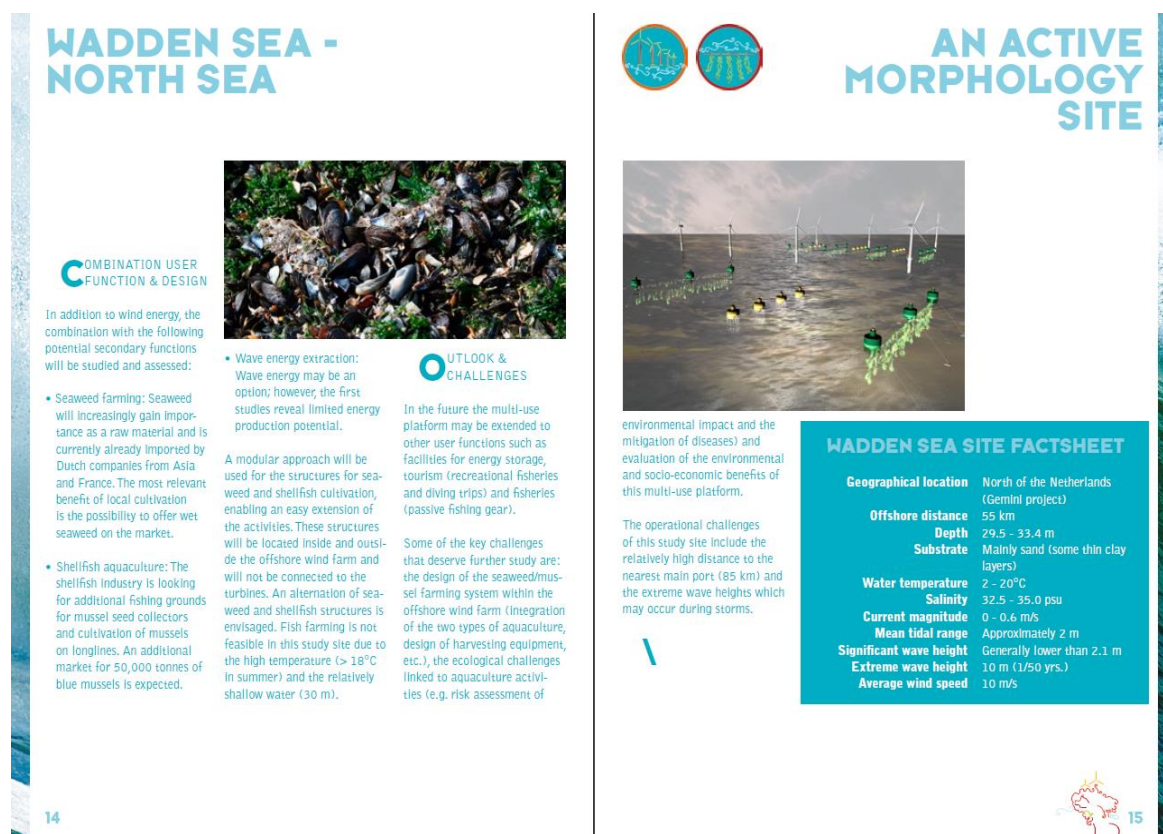 WADDEN SEA -
NORTH SEA
COMBINATION USER
FUNCTION & DESIGN
In addition to wind energy, the
combination with the following
potential secondary functions
will be studied and assessed:
• Seaweed farming: Seaweed
will increasingly gain impor-
tance as a raw material and is
currently already imported by
Dutch companies from Asia
and France. The most relevant
benefit of local cultivation
is the possibility to offer wet
seaweed on the market.
• Shellfish aquaculture: The
shellfish industry is looking
for additional fishing grounds
for mussel seed collectors
and cultivation of mussels
on longlines. An additional
market for 50,000 tonnes of
blue mussels is expected.
• Wave energy extraction:
Wave energy may be an
option; however, the first
studies reveal limited energy
production potential.
A modular approach will be
used for the structures for sea-
weed and shellfish cultivation,
enabling an easy extension of
the activities. These structures
will be located inside and outsi-
de the offshore wind farm and
will not be connected to the
turbines. An alternation of sea-
weed and shellfish structures is
envisaged. Fish farming is not
feasible in this study site due to
the high temperature (> 18°C
in summer) and the relatively
shallow water (30 m).
OUTLOOK &
CHALLENGES
In the future the multi-use
platform may be extended to
other user functions such as
facilities for energy storage,
tourism (recreational fisheries
and diving trips) and fisheries
(passive fishing gear).
Some of the key challenges
that deserve further study are:
the design of the seaweed/mus-
sel farming system within the
offshore wind farm (integration
of the two types of aquaculture,
design of harvesting equipment,
etc.), the ecological challenges
linked to aquaculture activi-
ties (e.g. risk assessment of
14
AN ACTIVE
MORPHOLOGY
SITE
environmental impact and the
mitigation of diseases) and
evaluation of the environmental
and socio-economic benefits of
this multi-use platform.
The operational challenges
of this study site include the
relatively high distance to the
nearest main port (85 km) and
the extreme wave heights which
may occur during storms.
\
WADDEN SEA SITE FACTSHEET
Geographical location North of the Netherlands
(Gemini project)
Offshore distance 55 km
Depth 29.5 - 33.4 m
Substrate Mainly sand (some thin clay
layers)
Water temperature 2 - 20°C
Salinity 32.5 - 35.0 psu
Current magnitude 0 - 0.6 m/s
Mean tidal range Approximately 2 m
Significant wave height Generally lower than 2.1 m
Extreme wave height 10 m (1/50 yrs.)
Average wind speed 10 m/s
15